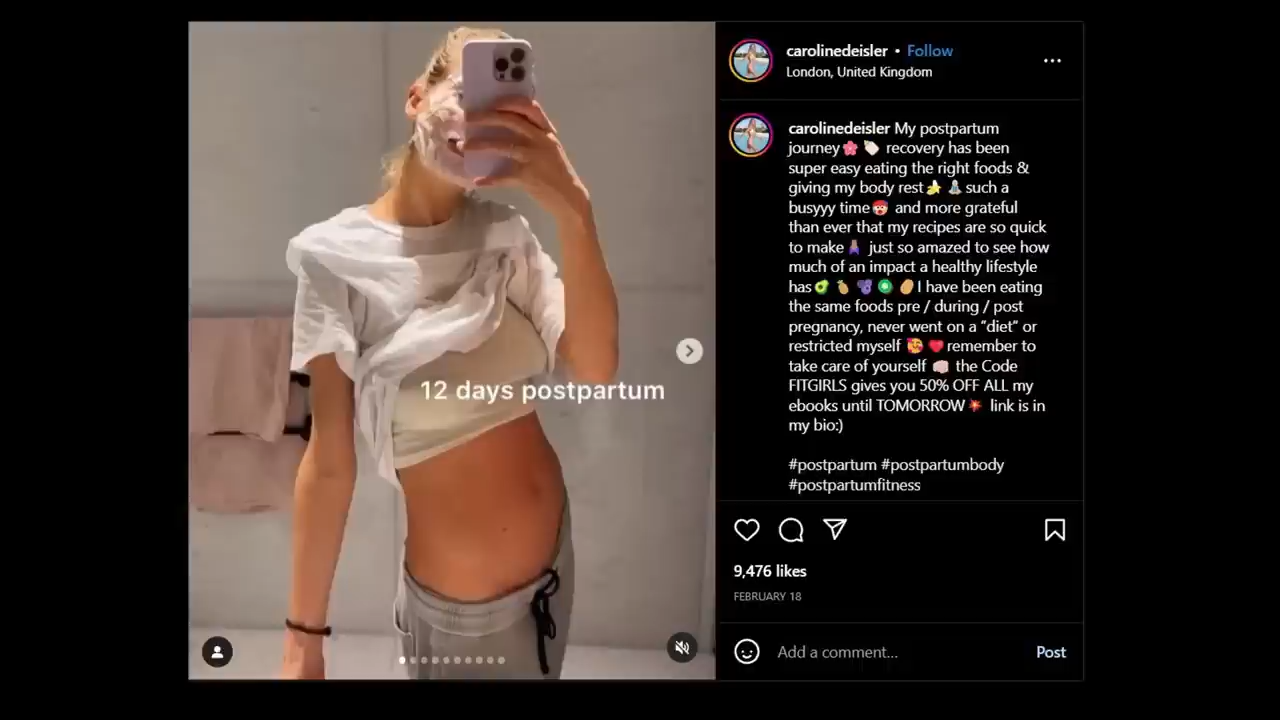 12 days postpartum
carolinedeisler • Follow
London, United Kingdom
carolinedeisler My postpartum
journey🌸 🏷️ recovery has been
super easy eating the right foods &
giving my body rest🍌 🧘🏼‍♀️ such a
busyyy time🤯 and more grateful
than ever that my recipes are so quick
to make🧘🏽‍♀️ just so amazed to see how
much of an impact a healthy lifestyle
has🥑 🍍 🫐 🥝 🥔 I have been eating
the same foods pre / during / post
pregnancy, never went on a "diet" or
restricted myself 🥰 ❤️ remember to
take care of yourself 👊🏻 the Code
FITGIRLS gives you 50% OFF ALL my
ebooks until TOMORROW💥 link is in
my bio:)
#postpartum #postpartumbody
#postpartumfitness
9,476 likes
FEBRUARY 18
Add a comment...
Post